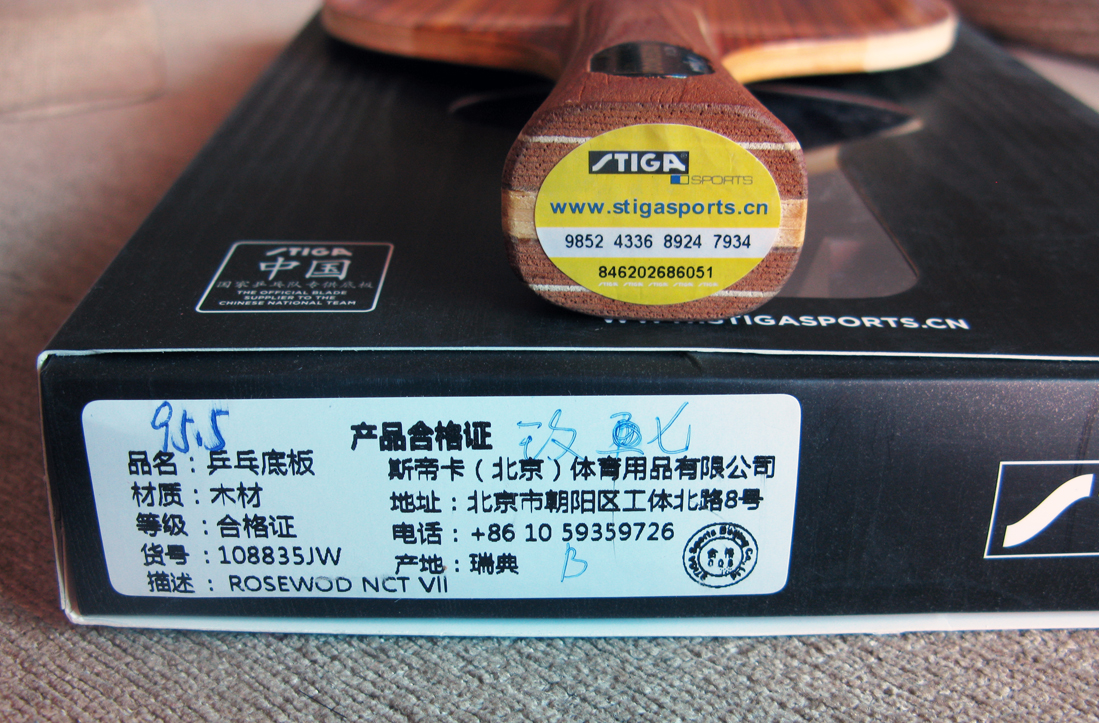 STIGA
SPORTS
www.stigasports.cn
9852 4336 8924 7934
846202686051
STIGA
中国
国家乒乓队专供底板
THE OFFICIAL BLADE
SUPPLIER TO THE
CHINESE NATIONAL TEAM
STIGASPORTS.CN
95.5
产品合格证
品名：乒乓底板
材质：木材
等级：合格证
货号：108835JW
描述：ROSEWOD NCT VII
斯帝卡（北京）体育用品有限公司
地址：北京市朝阳区工体北路8号
电话：+86 10 59359726
产地：瑞典
B